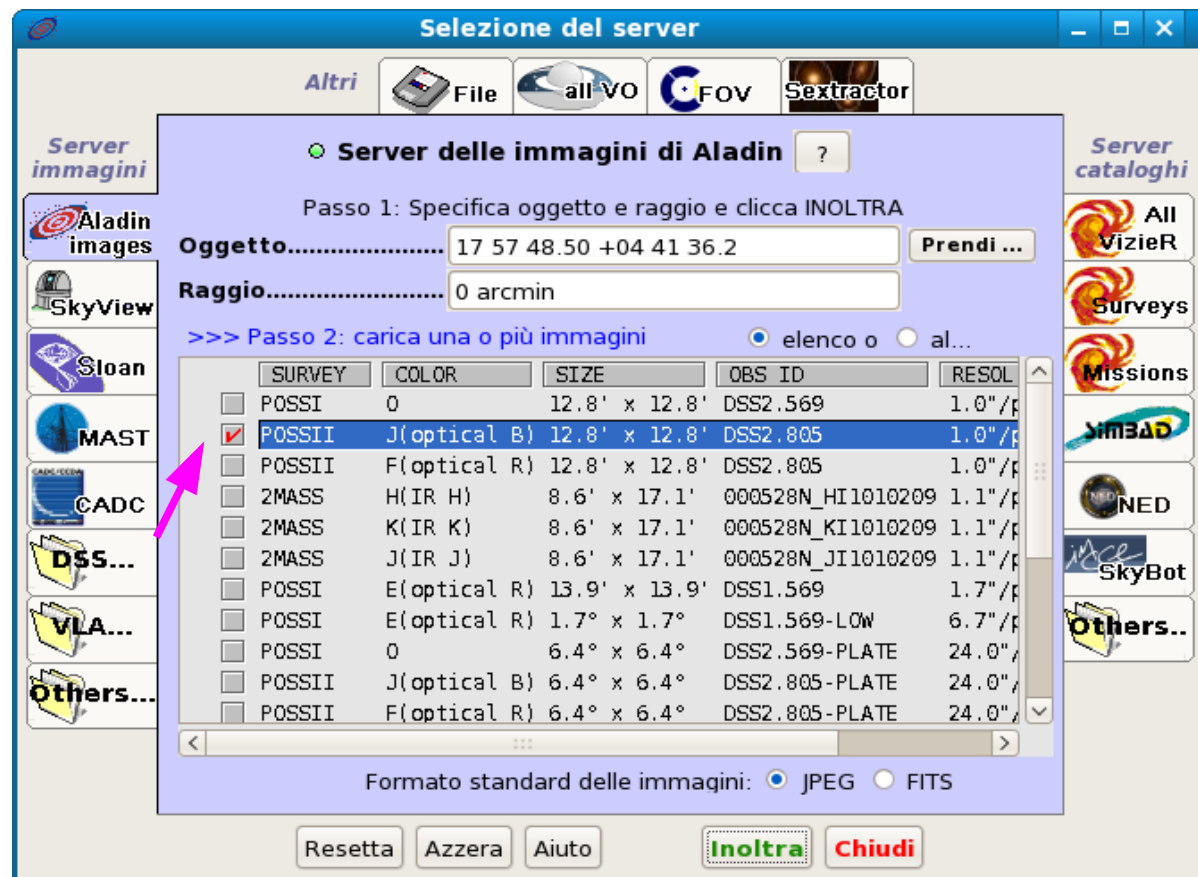 Selezione del server
Altri File all VO FOV Sextractor
Server immagini
Server cataloghi
Server delle immagini di Aladin ?
Passo 1: Specifica oggetto e raggio e clicca INOLTRA
Oggetto........................ 17 57 48.50 +04 41 36.2 Prendi ...
Raggio.......................... 0 arcmin
>>> Passo 2: carica una o più immagini elenco o al...
SURVEY COLOR SIZE OBS ID RESOL
POSSI O 12.8' x 12.8' DSS2.569 1.0"/p
POSSII J(optical B) 12.8' x 12.8' DSS2.805 1.0"/p
POSSII F(optical R) 12.8' x 12.8' DSS2.805 1.0"/p
2MASS H(IR H) 8.6' x 17.1' 000528N_HI1010209 1.1"/p
2MASS K(IR K) 8.6' x 17.1' 000528N_KI1010209 1.1"/p
2MASS J(IR J) 8.6' x 17.1' 000528N_JI1010209 1.1"/p
POSSI E(optical R) 13.9' x 13.9' DSS1.569 1.7"/p
POSSI E(optical R) 1.7° x 1.7° DSS1.569-LOW 6.7"/p
POSSI O 6.4° x 6.4° DSS2.569-PLATE 24.0"/
POSSII J(optical B) 6.4° x 6.4° DSS2.805-PLATE 24.0"/
POSSII F(optical R) 6.4° x 6.4° DSS2.805-PLATE 24.0"/
Formato standard delle immagini: JPEG FITS
Aladin images
SkyView
Sloan
MAST
CADC
DSS...
VLA...
Others...
All VizieR
Surveys
Missions
SIMBAD
NED
SkyBot
Others..
Resetta Azzera Aiuto Inoltra Chiudi